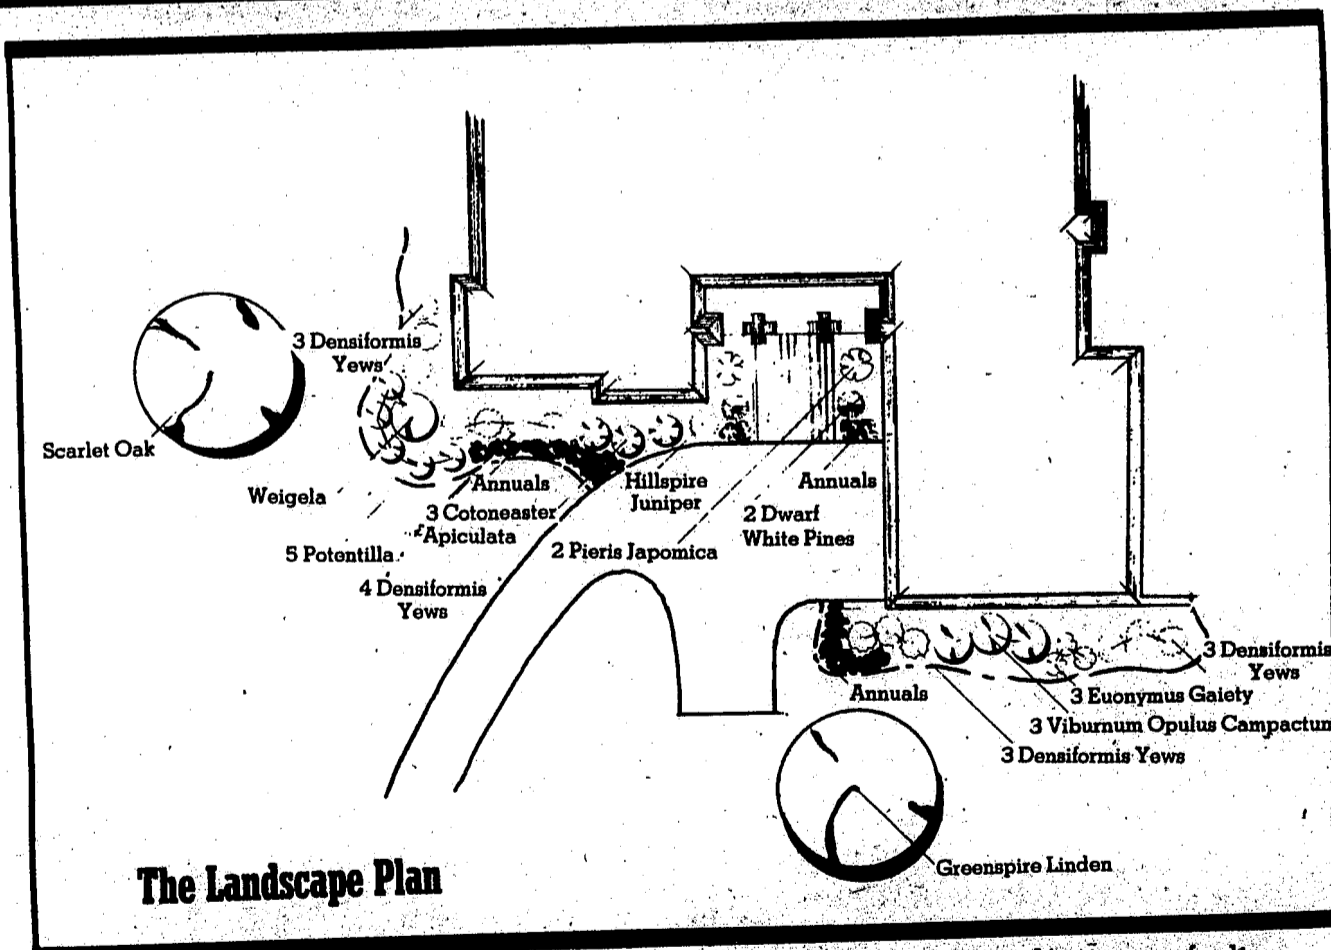 3 Densiformis
Yews
Scarlet Oak
Weigela
Annuals
3 Cotoneaster
Apiculata
Hillspire
Juniper
Annuals
2 Dwarf
White Pines
5 Potentilla
2 Pieris Japomica
4 Densiformis
Yews
3 Densiformis
Yews
Annuals
3 Euonymus Gaiety
3 Viburnum Opulus Campactum
3 Densiformis Yews
Greenspire Linden
The Landscape Plan